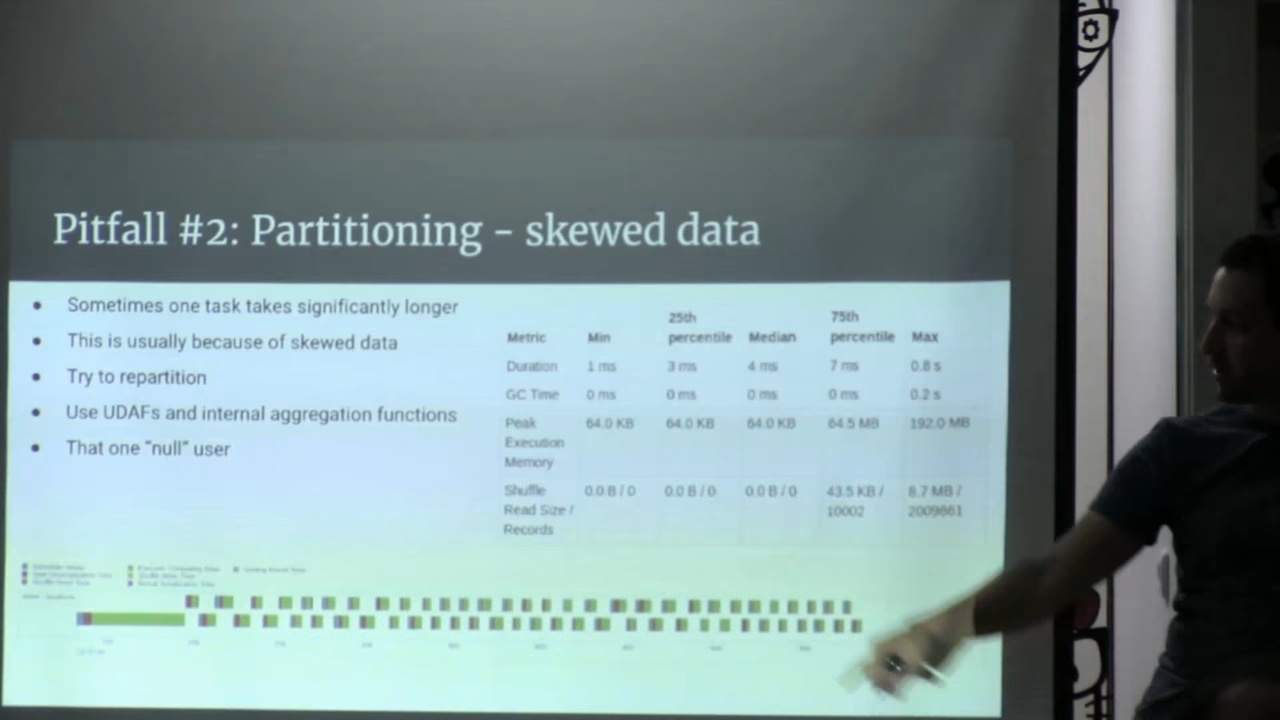 Pitfall #2: Partitioning - skewed data
● Sometimes one task takes significantly longer
● This is usually because of skewed data
● Try to repartition
● Use UDAFs and internal aggregation functions
● That one "null" user
Metric Min 25th percentile Median 75th percentile Max
Duration 1 ms 3 ms 4 ms 7 ms 0.8 s
GC Time 0 ms 0 ms 0 ms 0 ms 0.2 s
Peak Execution Memory 64.0 KB 64.0 KB 64.0 KB 64.5 MB 192.0 MB
Shuffle Read Size / Records 0.0 B / 0 0.0 B / 0 0.0 B / 0 43.5 KB / 10002 8.7 MB / 2009861